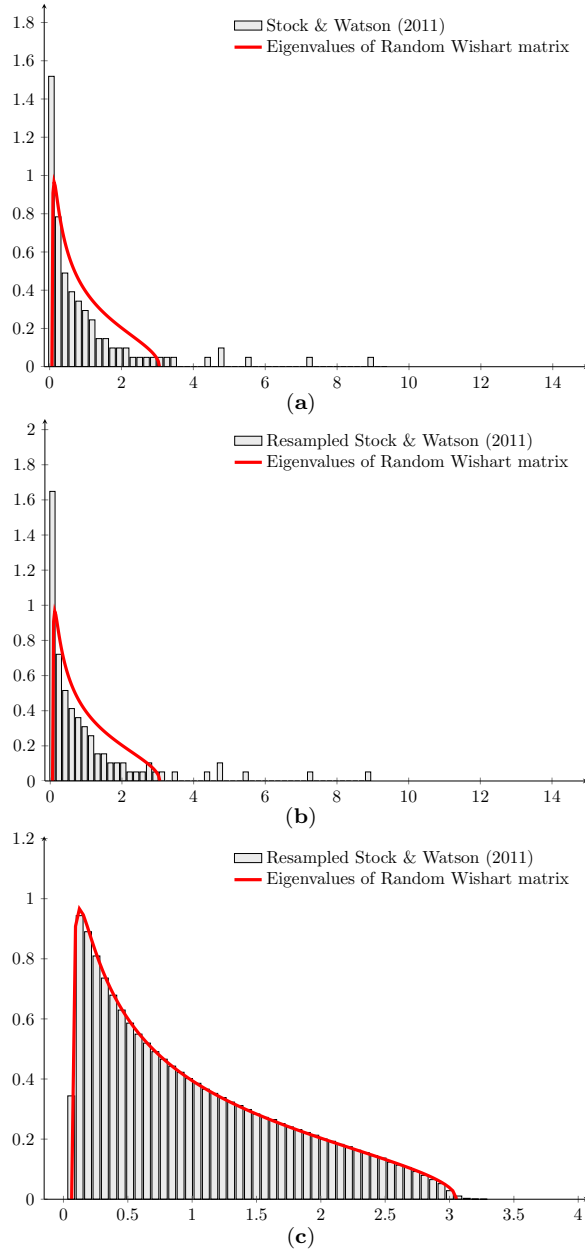 1.8
Stock & Watson (2011)
1.6
Eigenvalues of Random Wishart matrix
1.4
1.2
1
0.8
0.6
0.4
0.2
0
0 2 4 6 8 10 12 14
(a)
2
Resampled Stock & Watson (2011)
1.8
Eigenvalues of Random Wishart matrix
1.6
1.4
1.2
1
0.8
0.6
0.4
0.2
0
0 2 4 6 8 10 12 14
(b)
1.2
Resampled Stock & Watson (2011)
Eigenvalues of Random Wishart matrix
1
0.8
0.6
0.4
0.2
0
0 0.5 1 1.5 2 2.5 3 3.5 4
(c)